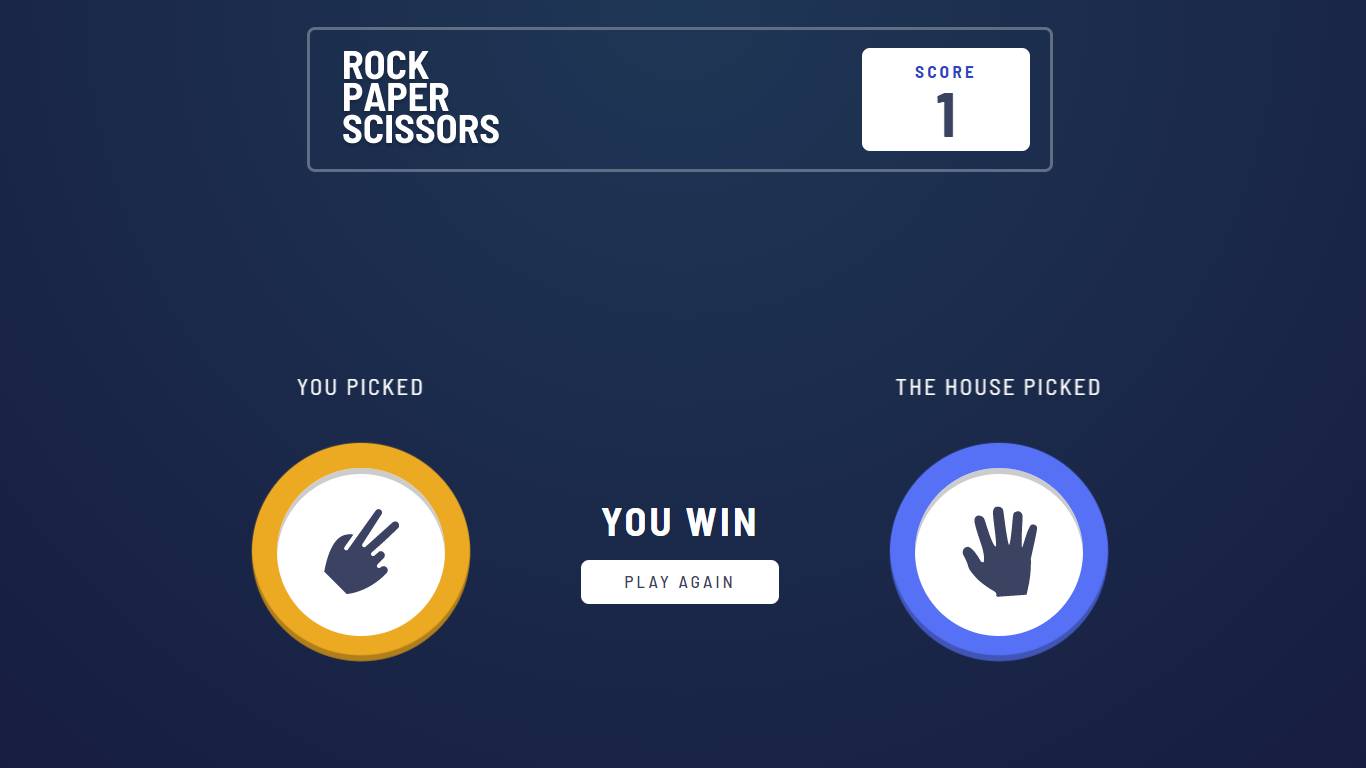 ROCK
PAPER
SCISSORS
SCORE
1
YOU PICKED
THE HOUSE PICKED
YOU WIN
PLAY AGAIN